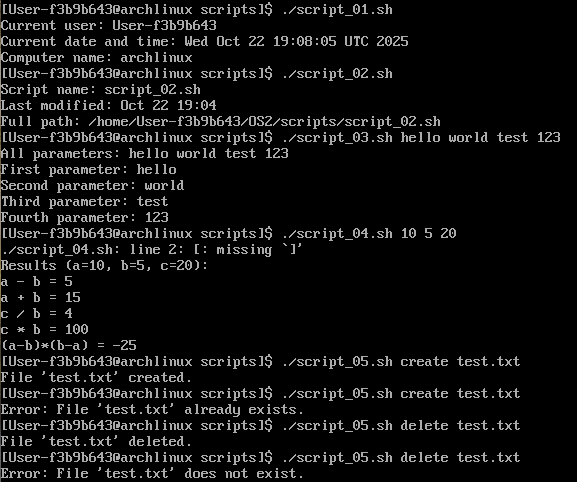 [User-f3b9b643@archlinux scripts]$ ./script_01.sh
Current user: User-f3b9b643
Current date and time: Wed Oct 22 19:08:05 UTC 2025
Computer name: archlinux
[User-f3b9b643@archlinux scripts]$ ./script_02.sh
Script name: script_02.sh
Last modified: Oct 22 19:04
Full path: /home/User-f3b9b643/OS2/scripts/script_02.sh
[User-f3b9b643@archlinux scripts]$ ./script_03.sh hello world test 123
All parameters: hello world test 123
First parameter: hello
Second parameter: world
Third parameter: test
Fourth parameter: 123
[User-f3b9b643@archlinux scripts]$ ./script_04.sh 10 5 20
./script_04.sh: line 2: [: missing `]'
Results (a=10, b=5, c=20):
a - b = 5
a + b = 15
c / b = 4
c * b = 100
(a-b)*(b-a) = -25
[User-f3b9b643@archlinux scripts]$ ./script_05.sh create test.txt
File 'test.txt' created.
[User-f3b9b643@archlinux scripts]$ ./script_05.sh create test.txt
Error: File 'test.txt' already exists.
[User-f3b9b643@archlinux scripts]$ ./script_05.sh delete test.txt
File 'test.txt' deleted.
[User-f3b9b643@archlinux scripts]$ ./script_05.sh delete test.txt
Error: File 'test.txt' does not exist.